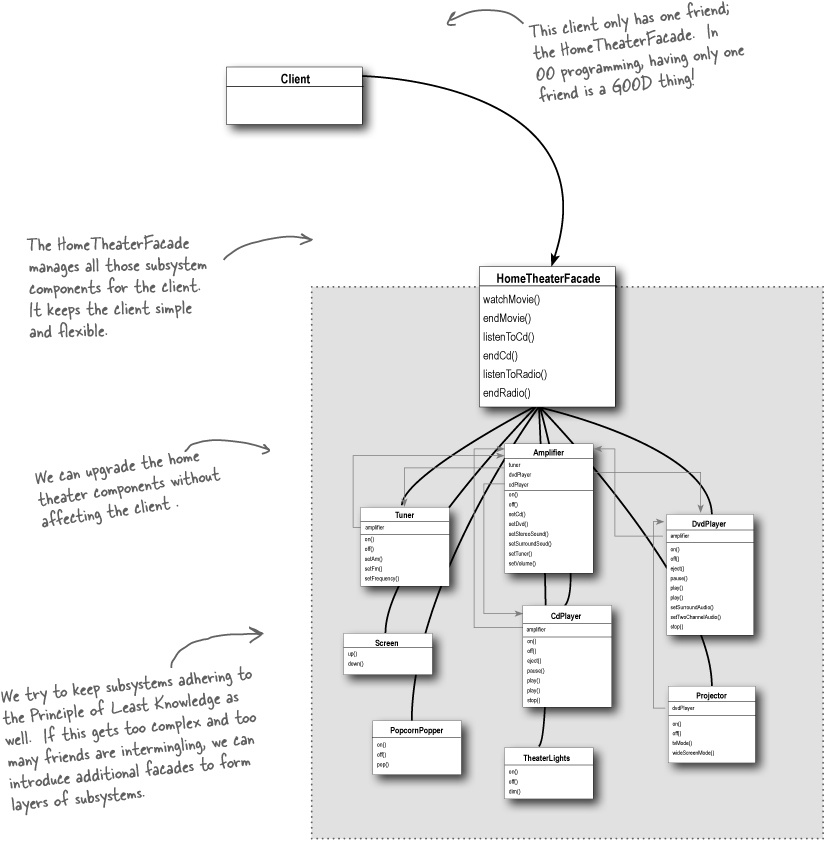 This client only has one friend;
the HomeTheaterFacade. In
OO programming, having only one
friend is a GOOD thing!
Client
The HomeTheaterFacade
manages all those subsystem
components for the client.
It keeps the client simple
and flexible.
HomeTheaterFacade
watchMovie()
endMovie()
listenToCd()
endCd()
listenToRadio()
endRadio()
We can upgrade the home
theater components without
affecting the client .
Amplifier
tuner
dvdPlayer
cdPlayer
on()
off()
setCd()
setDvd()
setStereoSound()
setSurroundSoud()
setTuner()
setVolume()
Tuner
amplifier
on()
off()
setAm()
setFm()
setFrequency()
DvdPlayer
amplifier
on()
off()
eject()
pause()
play()
play()
setSurroundAudio()
setTwoChannelAudio()
stop()
CdPlayer
amplifier
on()
off()
eject()
pause()
play()
play()
stop()
Screen
up()
down()
We try to keep subsystems adhering to
the Principle of Least Knowledge as
well. If this gets too complex and too
many friends are intermingling, we can
introduce additional facades to form
layers of subsystems.
PopcornPopper
on()
off()
pop()
TheaterLights
on()
off()
dim()
Projector
dvdPlayer
on()
off()
tvMode()
wideScreenMode()